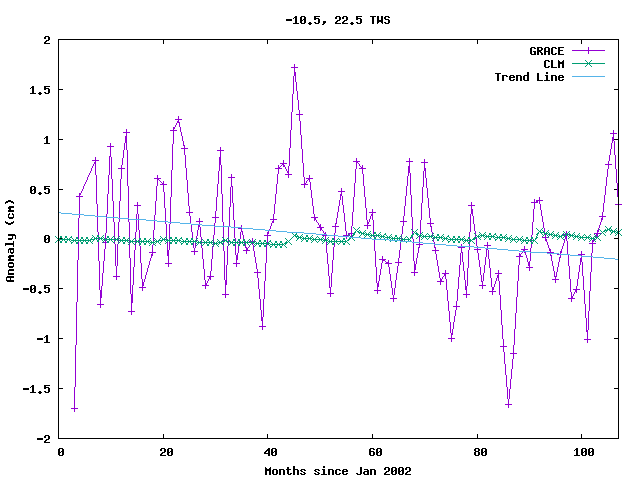 -10.5, 22.5 TWS
GRACE
CLM
Trend Line
2
1.5
1
0.5
0
-0.5
-1
-1.5
-2
Anomaly (cm)
0 20 40 60 80 100
Months since Jan 2002